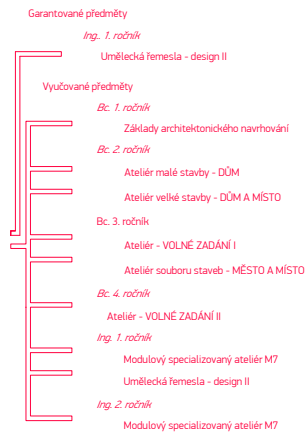 Garantované předměty
Ing. 1. ročník
Umělecká řemesla - design II
Vyučované předměty
Bc. 1. ročník
Základy architektonického navrhování
Bc. 2. ročník
Ateliér malé stavby - DŮM
Ateliér velké stavby - DŮM A MÍSTO
Bc. 3. ročník
Ateliér - VOLNÉ ZADÁNÍ I
Ateliér souboru staveb - MĚSTO A MÍSTO
Bc. 4. ročník
Ateliér - VOLNÉ ZADÁNÍ II
Ing. 1. ročník
Modulový specializovaný ateliér M7
Umělecká řemesla - design II
Ing. 2. ročník
Modulový specializovaný ateliér M7